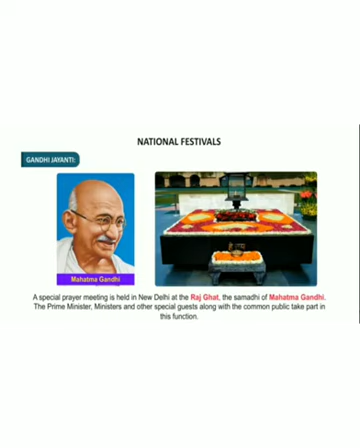 NATIONAL FESTIVALS
GANDHI JAYANTI:
Mahatma Gandhi
A special prayer meeting is held in New Delhi at the Raj Ghat, the samadhi of Mahatma Gandhi.
The Prime Minister, Ministers and other special guests along with the common public take part in
this function.